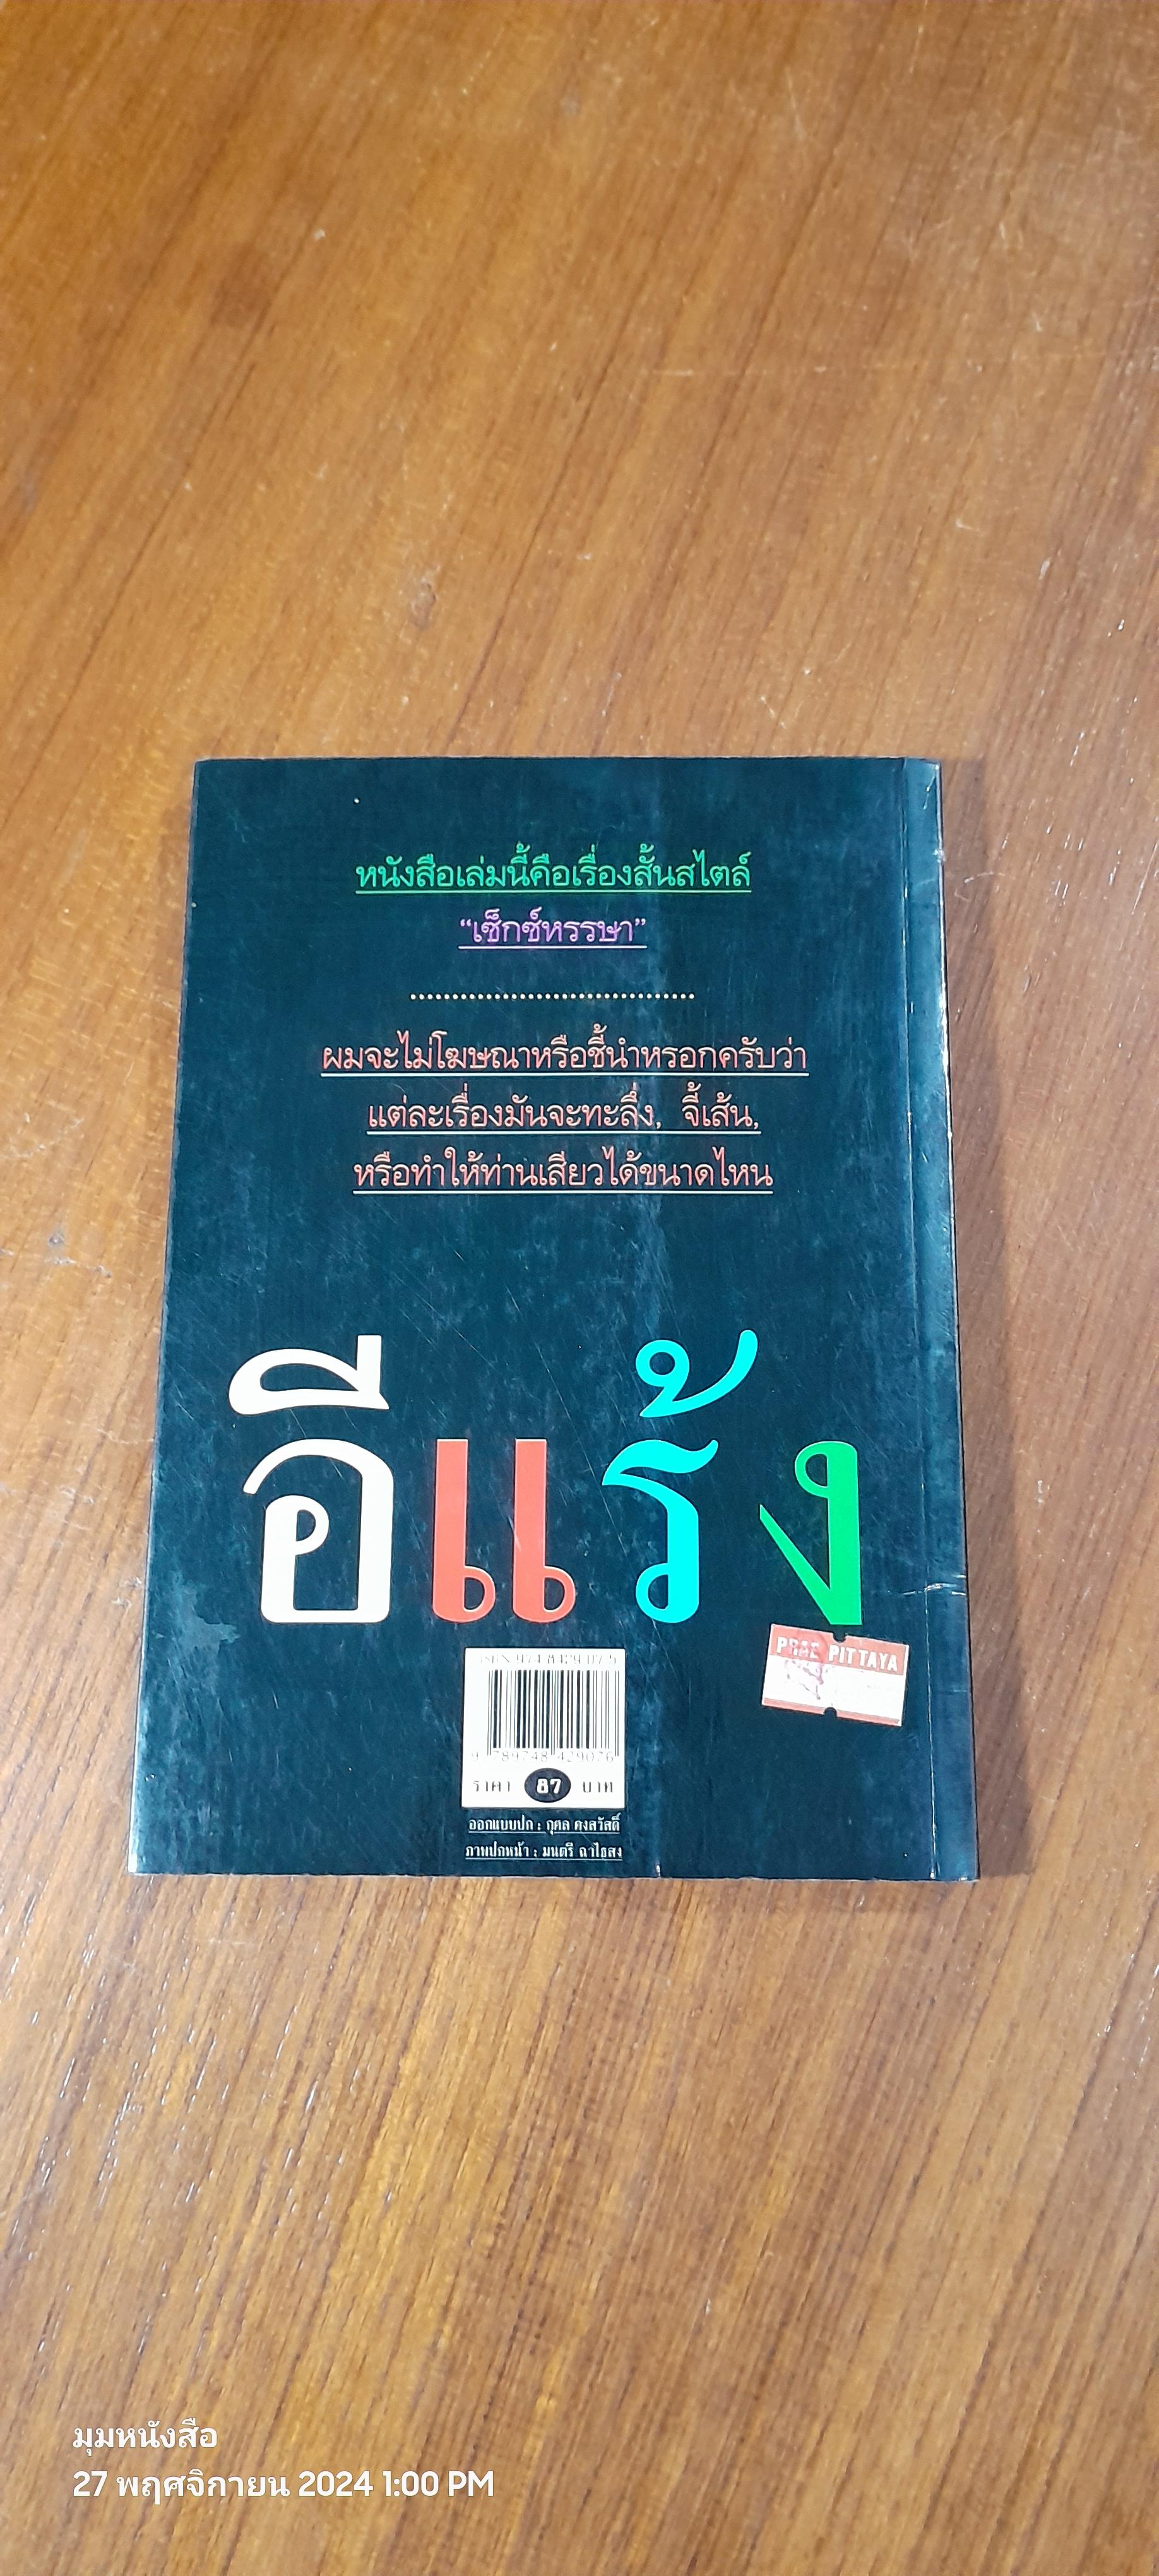 หนังสือเล่มนี้คือเรื่องสั้นสไตล์
“เซ็กซ์หรรษา”
ผมจะไม่โฆษณาหรือชี้นำหรอกครับว่า
แต่ละเรื่องมันจะทะลึ่ง, จี้เส้น,
หรือทำให้ท่านเสียวได้ขนาดไหน
อีแร้ง
PRAE PITTAYA
ISBN 974-8429-07-5
9 789748 429076
ราคา 87 บาท
ออกแบบปก : กุศล คงสวัสดิ์
ภาพปกหน้า : มนตรี
มุมหนังสือ
27 พฤศจิกายน 2024 1:00 PM